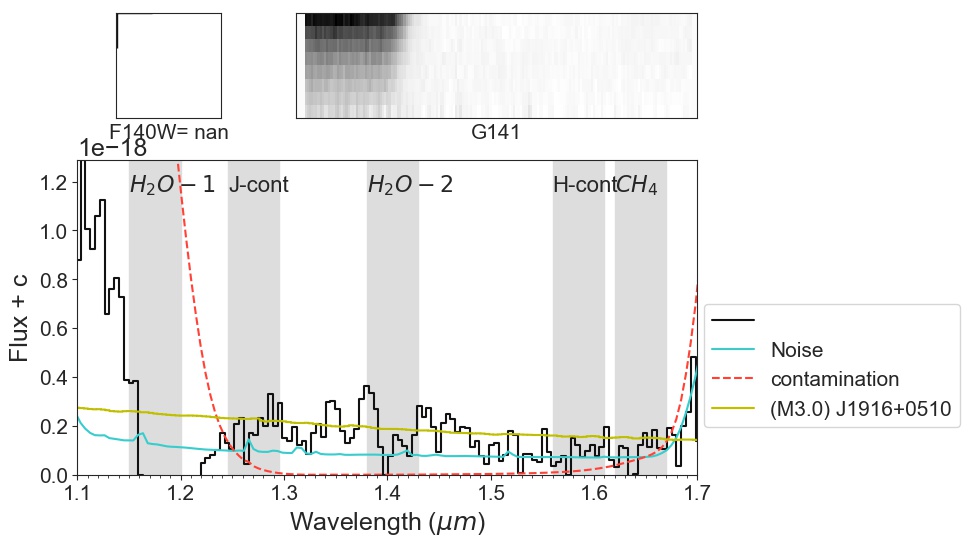 F140W= nan
G141
1e−18
H₂O − 1
J-cont
H₂O − 2
H-cont
CH₄
1.2
1.0
0.8
0.6
0.4
0.2
0.0
Flux + c
1.1 1.2 1.3 1.4 1.5 1.6 1.7
Wavelength (μm)
Noise
contamination
(M3.0) J1916+0510